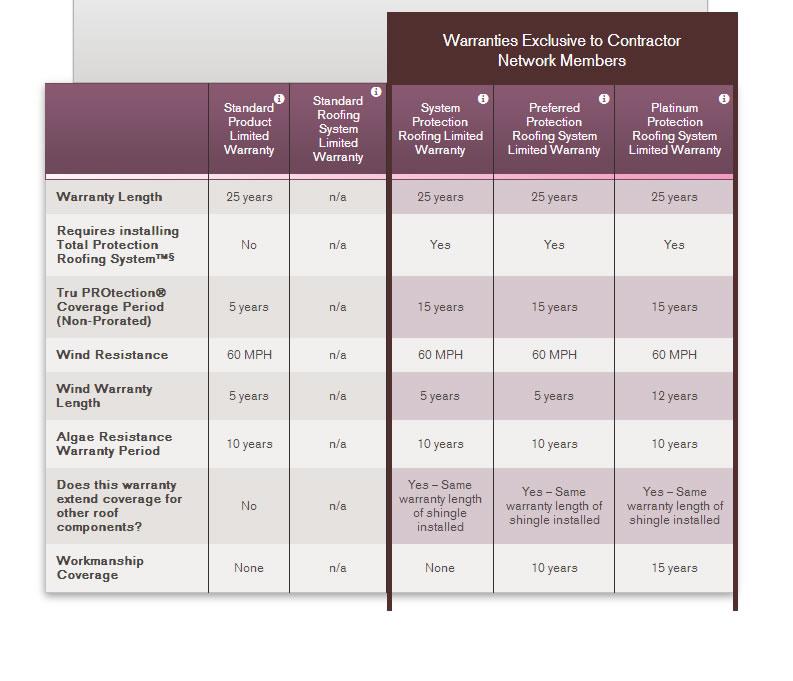 Warranties Exclusive to Contractor
Network Members
Standard
Product
Limited
Warranty
Standard
Roofing
System
Limited
Warranty
System
Protection
Roofing Limited
Warranty
Preferred
Protection
Roofing System
Limited Warranty
Platinum
Protection
Roofing System
Limited Warranty
Warranty Length
25 years
n/a
25 years
25 years
25 years
Requires installing
Total Protection
Roofing System™§
No
n/a
Yes
Yes
Yes
Tru PROtection®
Coverage Period
(Non-Prorated)
5 years
n/a
15 years
15 years
15 years
Wind Resistance
60 MPH
n/a
60 MPH
60 MPH
60 MPH
Wind Warranty
Length
5 years
n/a
5 years
5 years
12 years
Algae Resistance
Warranty Period
10 years
n/a
10 years
10 years
10 years
Does this warranty
extend coverage for
other roof
components?
No
n/a
Yes – Same
warranty length
of shingle
installed
Yes – Same
warranty length of
shingle installed
Yes – Same
warranty length of
shingle installed
Workmanship
Coverage
None
n/a
None
10 years
15 years